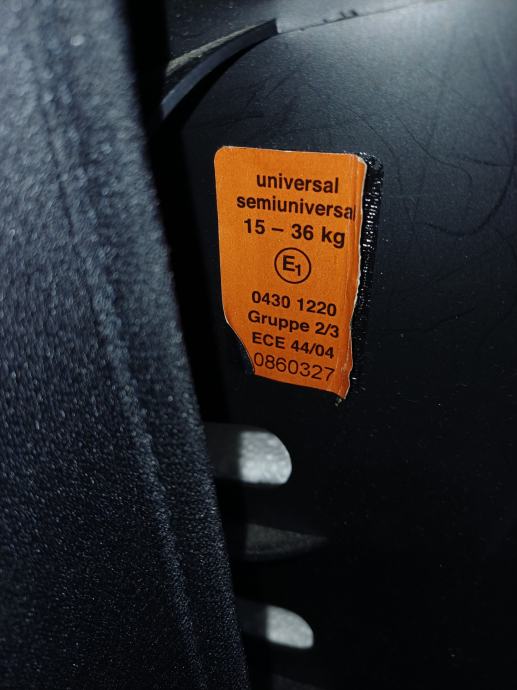 universal
semiuniversal
15 – 36 kg
E1
0430 1220
Gruppe 2/3
ECE 44/04
0860327